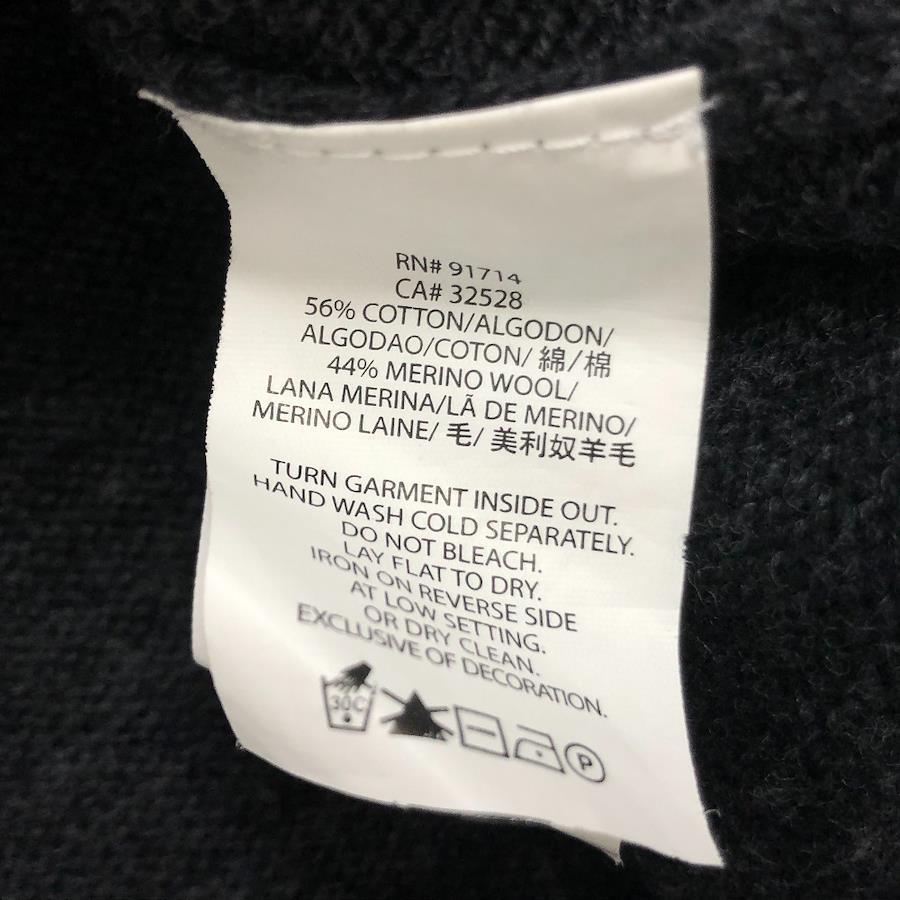 RN# 91714
CA# 32528
56% COTTON/ALGODON/
ALGODAO/COTON/ 綿/棉
44% MERINO WOOL/
LANA MERINA/LÃ DE MERINO/
MERINO LAINE/ 毛/ 美利奴羊毛
TURN GARMENT INSIDE OUT.
HAND WASH COLD SEPARATELY.
DO NOT BLEACH.
LAY FLAT TO DRY.
IRON ON REVERSE SIDE
AT LOW SETTING.
OR DRY CLEAN.
EXCLUSIVE OF DECORATION.
30C P